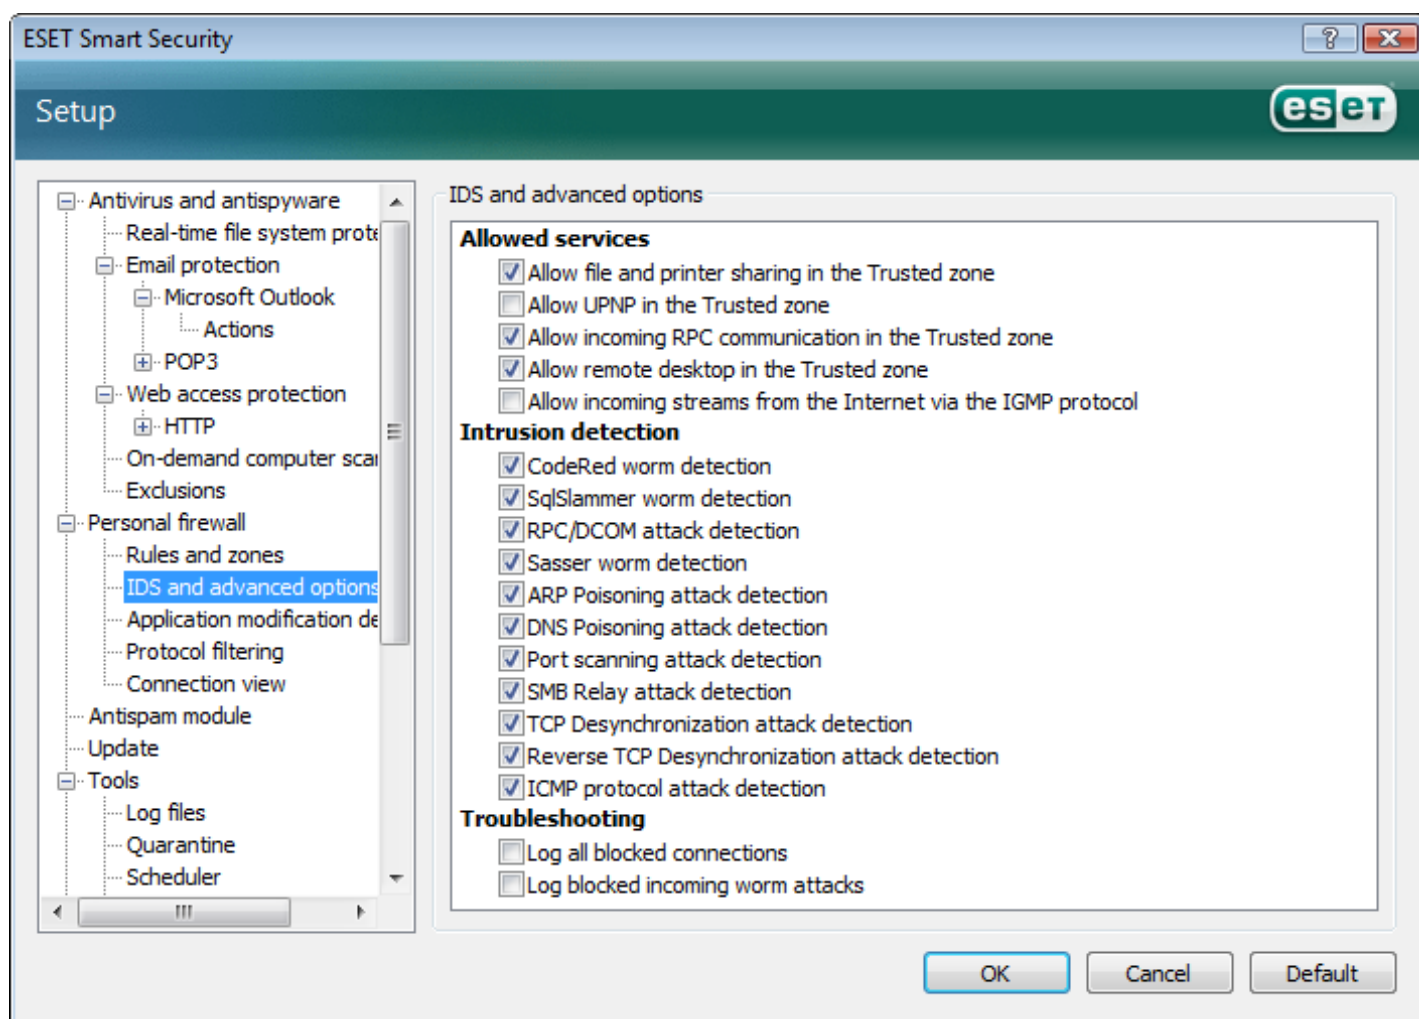 ESET Smart Security
Setup
eset
Antivirus and antispyware
Real-time file system prote
Email protection
Microsoft Outlook
Actions
POP3
Web access protection
HTTP
On-demand computer scar
Exclusions
Personal firewall
Rules and zones
IDS and advanced options
Application modification de
Protocol filtering
Connection view
Antispam module
Update
Tools
Log files
Quarantine
Scheduler
IDS and advanced options
Allowed services
Allow file and printer sharing in the Trusted zone
Allow UPNP in the Trusted zone
Allow incoming RPC communication in the Trusted zone
Allow remote desktop in the Trusted zone
Allow incoming streams from the Internet via the IGMP protocol
Intrusion detection
CodeRed worm detection
SqlSlammer worm detection
RPC/DCOM attack detection
Sasser worm detection
ARP Poisoning attack detection
DNS Poisoning attack detection
Port scanning attack detection
SMB Relay attack detection
TCP Desynchronization attack detection
Reverse TCP Desynchronization attack detection
ICMP protocol attack detection
Troubleshooting
Log all blocked connections
Log blocked incoming worm attacks
OK
Cancel
Default